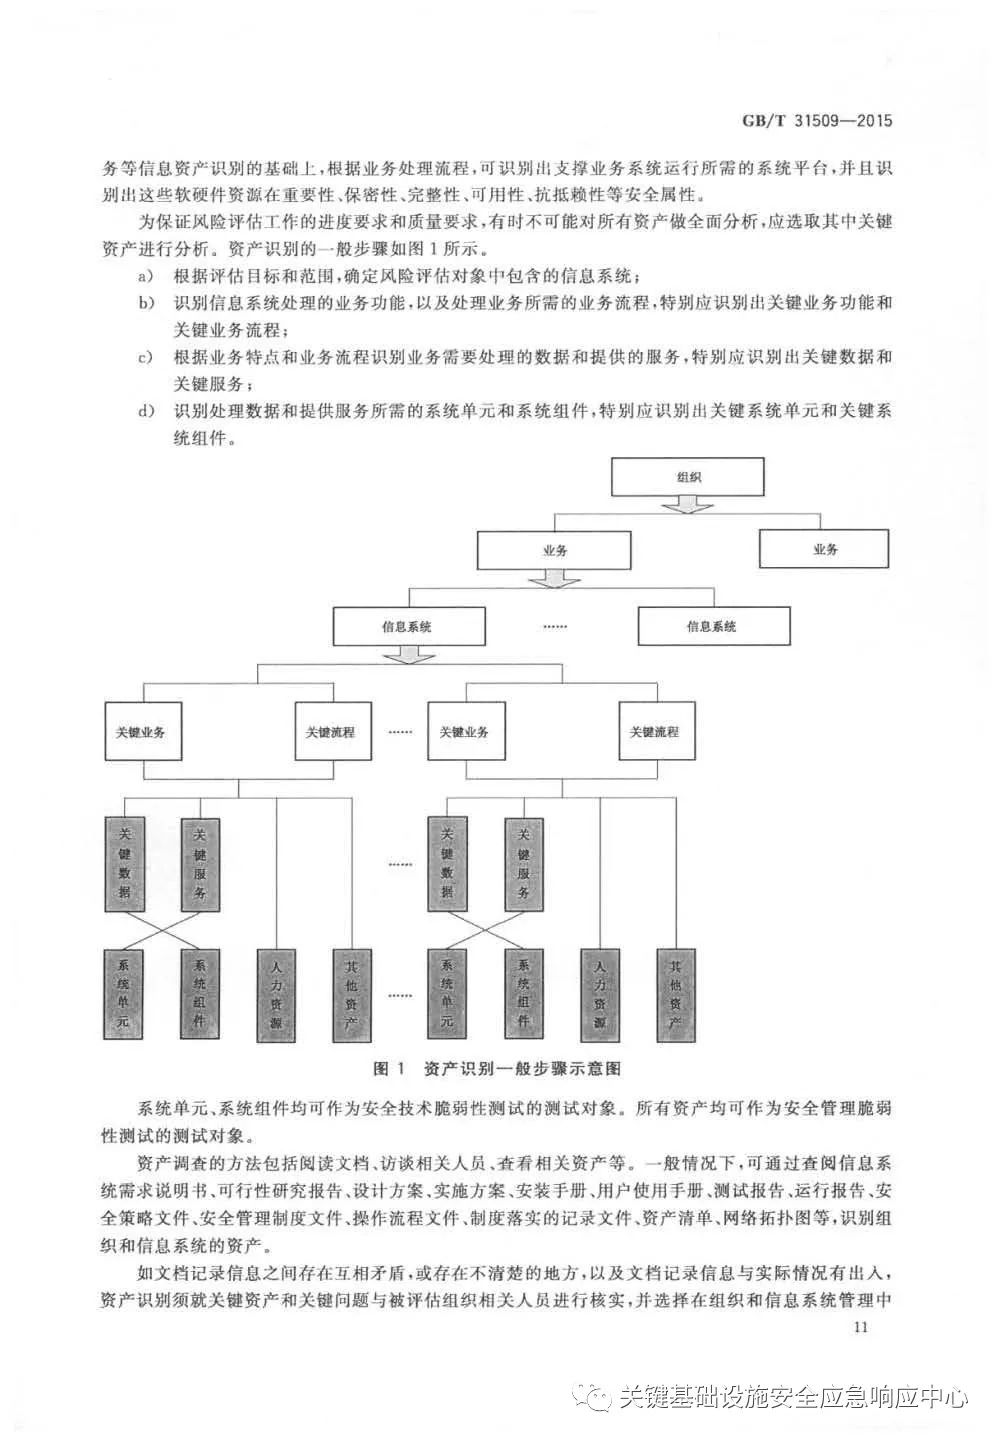 GB/T 31509—2015
务等信息资产识别的基础上,根据业务处理流程,可识别出支撑业务系统运行所需的系统平台,并且识
别出这些软硬件资源在重要性、保密性、完整性、可用性、抗抵赖性等安全属性。
为保证风险评估工作的进度要求和质量要求,有时不可能对所有资产做全面分析,应选取其中关键
资产进行分析。资产识别的一般步骤如图1所示。
a) 根据评估目标和范围,确定风险评估对象中包含的信息系统;
b) 识别信息系统处理的业务功能,以及处理业务所需的业务流程,特别应识别出关键业务功能和
关键业务流程;
c) 根据业务特点和业务流程识别业务需要处理的数据和提供的服务,特别应识别出关键数据和
关键服务;
d) 识别处理数据和提供服务所需的系统单元和系统组件,特别应识别出关键系统单元和关键系
统组件。
组织
业务 业务
信息系统 …… 信息系统
关键业务 关键流程 …… 关键业务 关键流程
关键数据 关键服务 …… 关键数据 关键服务
系统单元 系统组件 人力资源 其他资产 …… 系统单元 系统组件 人力资源 其他资产
图 1 资产识别一般步骤示意图
系统单元、系统组件均可作为安全技术脆弱性测试的测试对象。所有资产均可作为安全管理脆弱
性测试的测试对象。
资产调查的方法包括阅读文档、访谈相关人员、查看相关资产等。一般情况下,可通过查阅信息系
统需求说明书、可行性研究报告、设计方案、实施方案、安装手册、用户使用手册、测试报告、运行报告、安
全策略文件、安全管理制度文件、操作流程文件、制度落实的记录文件、资产清单、网络拓扑图等,识别组
织和信息系统的资产。
如文档记录信息之间存在互相矛盾,或存在不清楚的地方,以及文档记录信息与实际情况有出入,
资产识别须就关键资产和关键问题与被评估组织相关人员进行核实,并选择在组织和信息系统管理中
11
关键基础设施安全应急响应中心